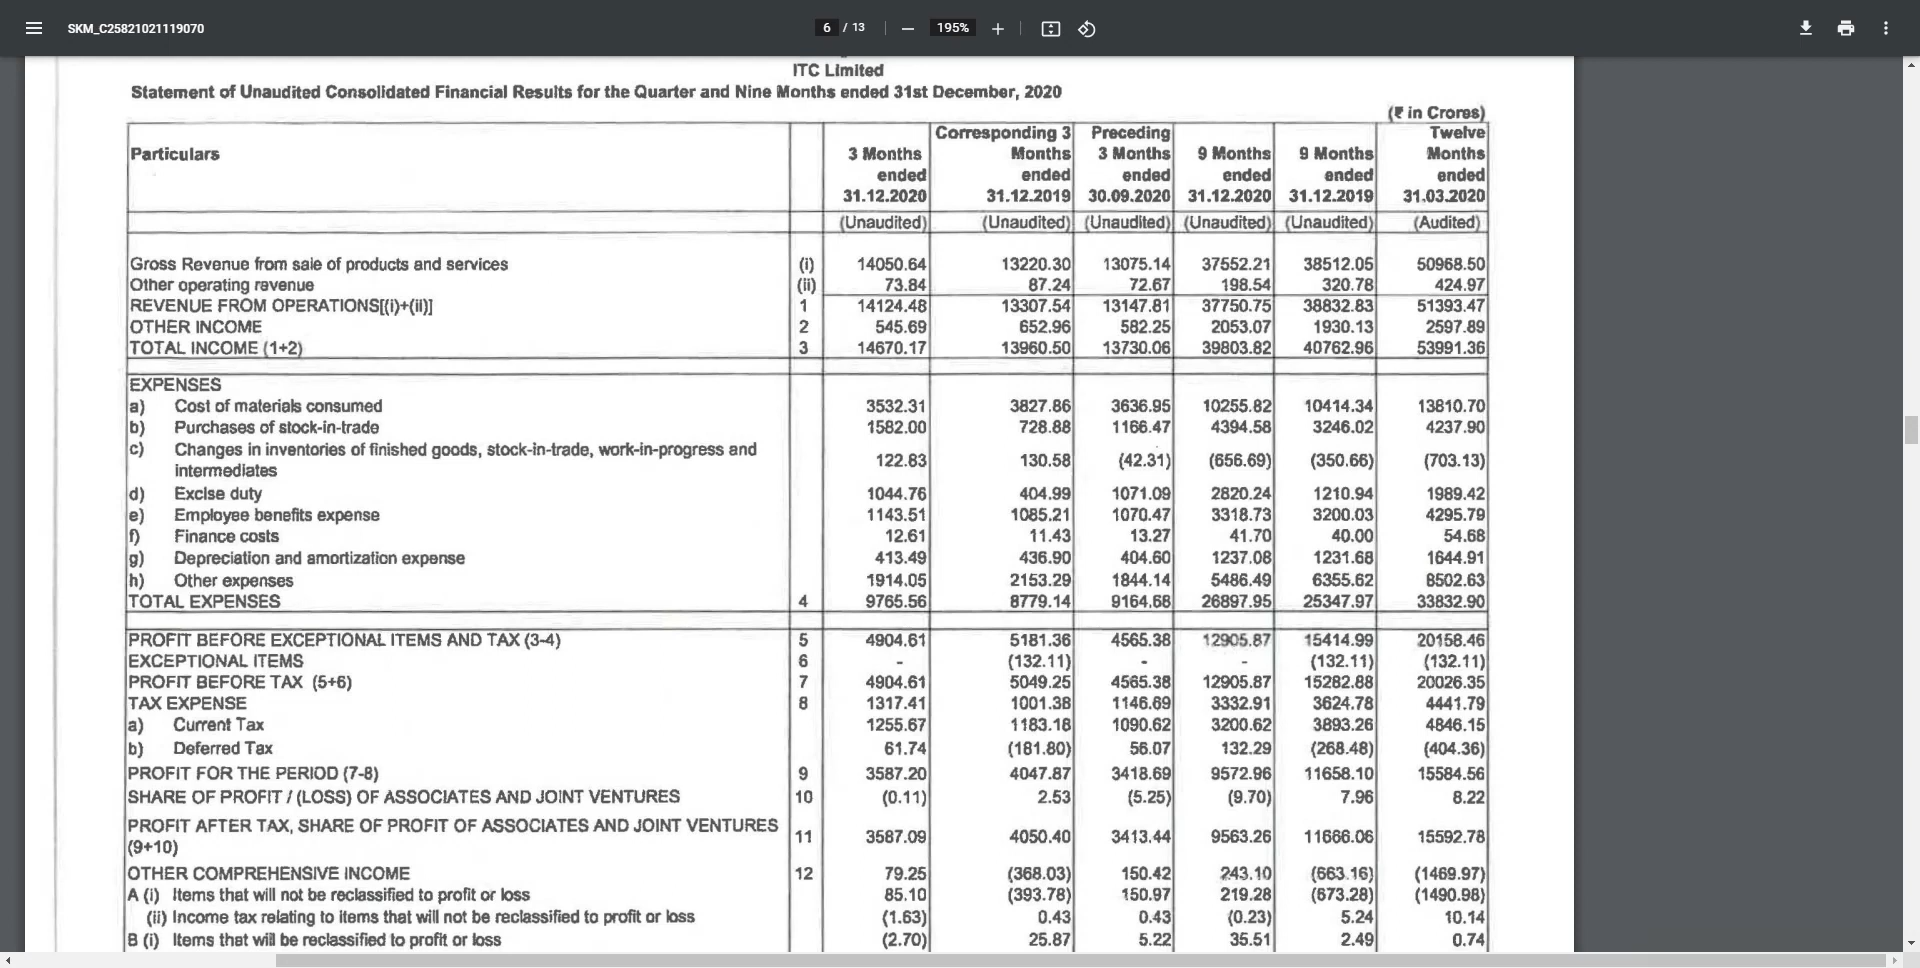 SKM_C25821021119070
6 / 13
195%
ITC Limited
Statement of Unaudited Consolidated Financial Results for the Quarter and Nine Months ended 31st December, 2020
(₹ in Crores)
Particulars 3 Months ended 31.12.2020 Corresponding 3 Months ended 31.12.2019 Preceding 3 Months ended 30.09.2020 9 Months ended 31.12.2020 9 Months ended 31.12.2019 Twelve Months ended 31.03.2020
(Unaudited) (Unaudited) (Unaudited) (Unaudited) (Unaudited) (Audited)
Gross Revenue from sale of products and services (i) 14050.64 13220.30 13075.14 37552.21 38512.05 50968.50
Other operating revenue (ii) 73.84 87.24 72.67 198.54 320.78 424.97
REVENUE FROM OPERATIONS[(i)+(ii)] 1 14124.48 13307.54 13147.81 37750.75 38832.83 51393.47
OTHER INCOME 2 545.69 652.96 582.25 2053.07 1930.13 2597.89
TOTAL INCOME (1+2) 3 14670.17 13960.50 13730.06 39803.82 40762.96 53991.36
EXPENSES
a) Cost of materials consumed 3532.31 3827.86 3636.95 10255.82 10414.34 13810.70
b) Purchases of stock-in-trade 1582.00 728.88 1166.47 4394.58 3246.02 4237.90
c) Changes in inventories of finished goods, stock-in-trade, work-in-progress and
intermediates 122.83 130.58 (42.31) (656.69) (350.66) (703.13)
d) Excise duty 1044.76 404.99 1071.09 2820.24 1210.94 1989.42
e) Employee benefits expense 1143.51 1085.21 1070.47 3318.73 3200.03 4295.79
f) Finance costs 12.61 11.43 13.27 41.70 40.00 54.68
g) Depreciation and amortization expense 413.49 436.90 404.60 1237.08 1231.68 1644.91
h) Other expenses 1914.05 2153.29 1844.14 5486.49 6355.62 8502.63
TOTAL EXPENSES 4 9765.56 8779.14 9164.68 26897.95 25347.97 33832.90
PROFIT BEFORE EXCEPTIONAL ITEMS AND TAX (3-4) 5 4904.61 5181.36 4565.38 12905.87 15414.99 20158.46
EXCEPTIONAL ITEMS 6 - (132.11) - - (132.11) (132.11)
PROFIT BEFORE TAX (5+6) 7 4904.61 5049.25 4565.38 12905.87 15282.88 20026.35
TAX EXPENSE 8 1317.41 1001.38 1146.69 3332.91 3624.78 4441.79
a) Current Tax 1255.67 1183.18 1090.62 3200.62 3893.26 4846.15
b) Deferred Tax 61.74 (181.80) 56.07 132.29 (268.48) (404.36)
PROFIT FOR THE PERIOD (7-8) 9 3587.20 4047.87 3418.69 9572.96 11658.10 15584.56
SHARE OF PROFIT / (LOSS) OF ASSOCIATES AND JOINT VENTURES 10 (0.11) 2.53 (5.25) (9.70) 7.96 8.22
PROFIT AFTER TAX, SHARE OF PROFIT OF ASSOCIATES AND JOINT VENTURES
(9+10) 11 3587.09 4050.40 3413.44 9563.26 11666.06 15592.78
OTHER COMPREHENSIVE INCOME 12 79.25 (368.03) 150.42 243.10 (663.16) (1469.97)
A (i) Items that will not be reclassified to profit or loss 85.10 (393.78) 150.97 219.28 (673.28) (1490.98)
(ii) Income tax relating to items that will not be reclassified to profit or loss (1.63) 0.43 0.43 (0.23) 5.24 10.14
B (i) Items that will be reclassified to profit or loss (2.70) 25.87 5.22 35.51 2.49 0.74